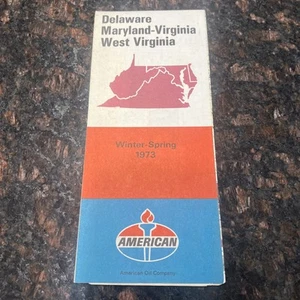 Delaware
Maryland-Virginia
West Virginia
Winter-Spring
1973
AMERICAN
American Oil Company